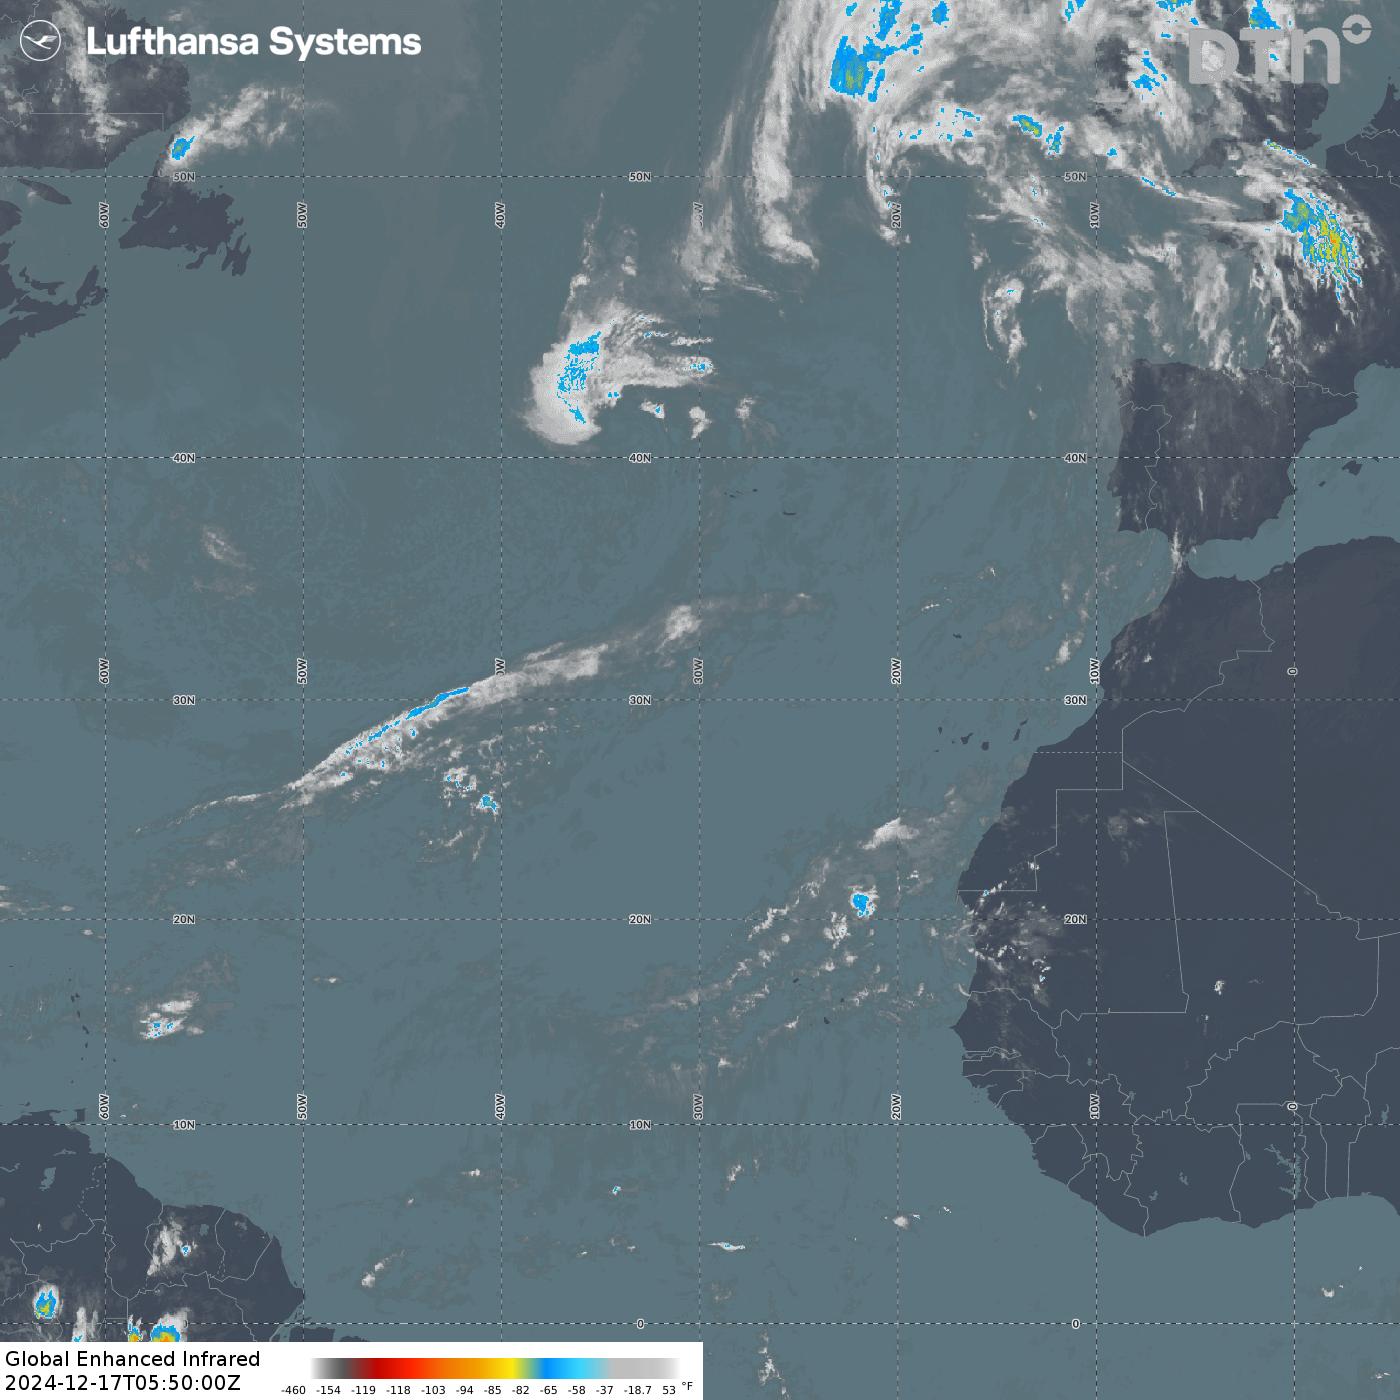 Lufthansa Systems
DTN
50N 50N 50N
60W 50W 40W 20W 10W
40N 40N 40N
60W 50W 0W 30W 20W 10W 0
30N 30N 30N
20N 20N 20N
60W 50W 40W 30W 20W 10W 0
10N 10N 10N
0 0
Global Enhanced Infrared
2024-12-17T05:50:00Z
-460 -154 -119 -118 -103 -94 -85 -82 -65 -58 -37 -18.7 53 °F